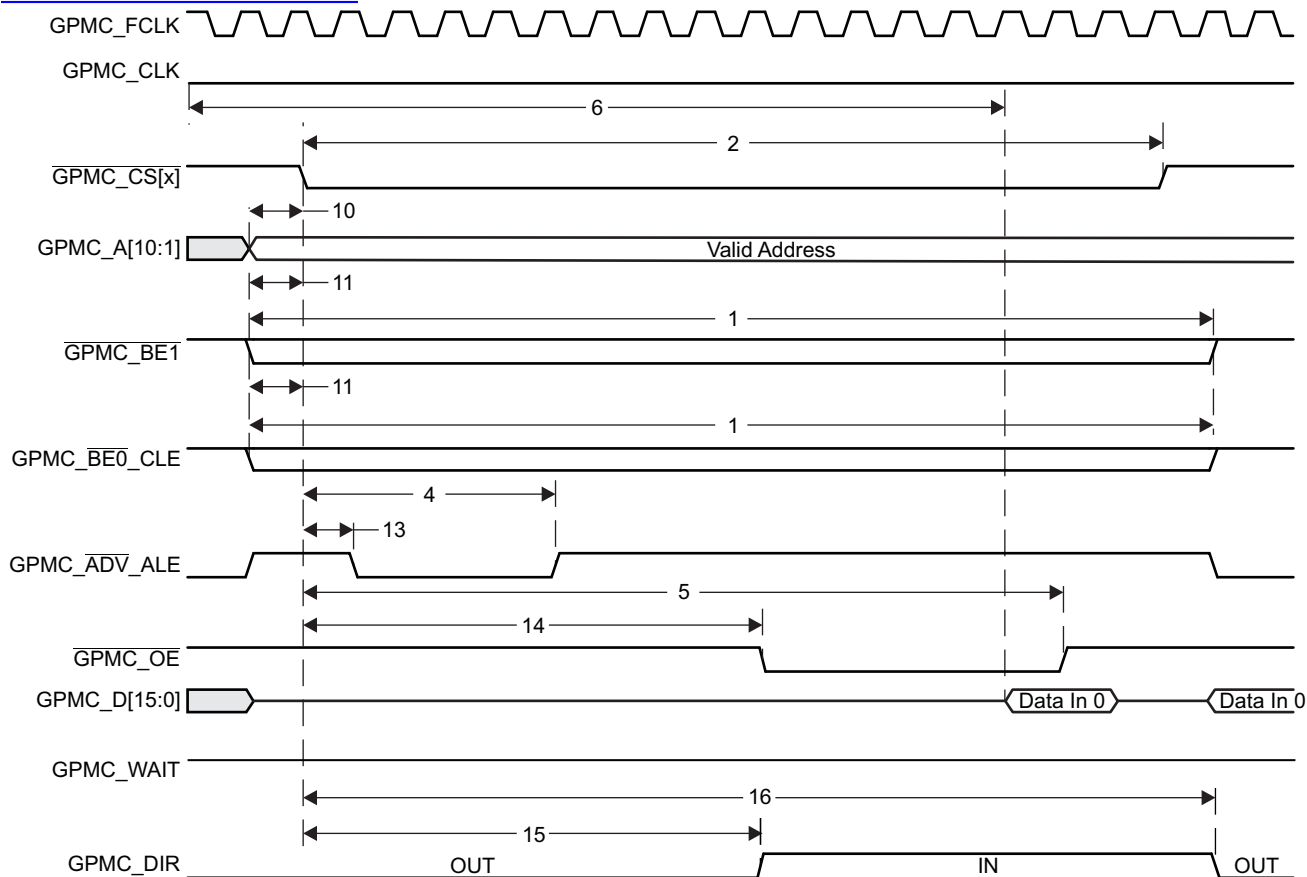 GPMC_FCLK
GPMC_CLK
6
2
GPMC_CS[x]
10
GPMC_A[10:1]
Valid Address
11
1
GPMC_BE1
11
1
GPMC_BE0_CLE
4
13
GPMC_ADV_ALE
5
14
GPMC_OE
GPMC_D[15:0]
Data In 0
Data In 0
GPMC_WAIT
16
15
GPMC_DIR
OUT
IN
OUT